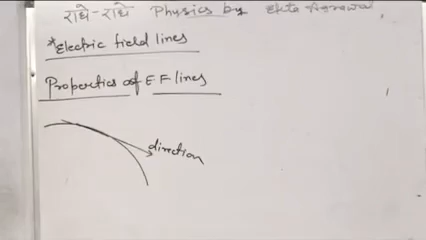 राधे-राधे Physics by Ekta Agrawal
*Electric field lines
Properties of EF lines
direction